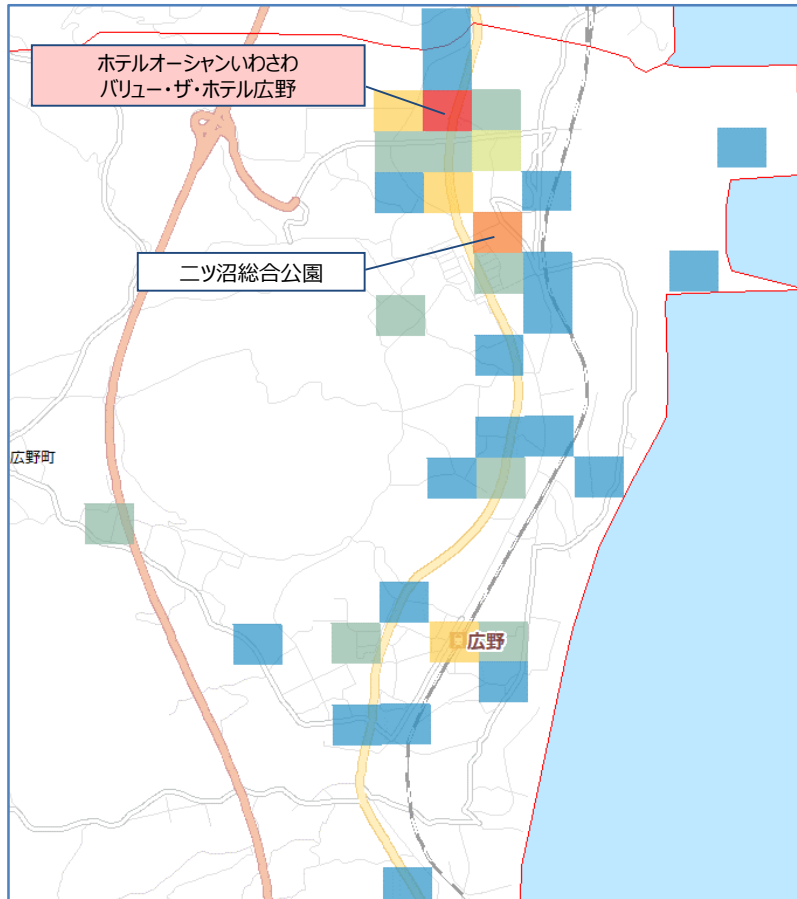 ホテルオーシャンいわさわ
バリュー・ザ・ホテル広野
二ツ沼総合公園
広野町
広野